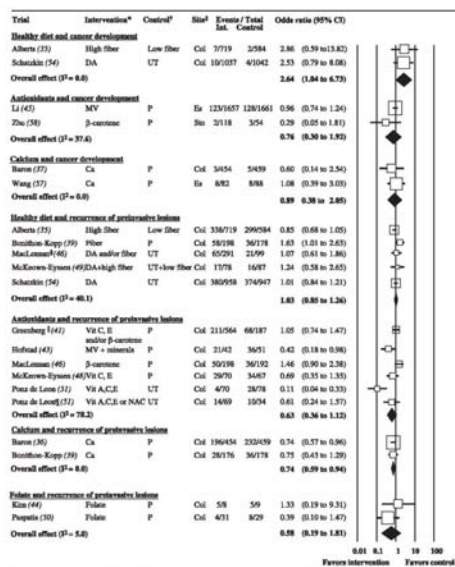 Trial Intervention* Control† Site‡ Events / Total Odds ratio (95% CI)
Int. Control
Healthy diet and cancer development
Alberts (35) High fiber Low fiber Col 7/719 2/584 2.86 (0.59 to13.82)
Schatzkin (54) DA UT Col 10/1037 4/1042 2.53 (0.79 to 8.08)
Overall effect (I²= 0.0) 2.64 (1.04 to 6.73)
Antioxidants and cancer development
Li (45) MV P Es 123/1657 128/1661 0.96 (0.74 to 1.24)
Zhu (58) β-carotene P Sto 2/118 3/54 0.29 (0.05 to 1.81)
Overall effect (I²= 37.6) 0.76 (0.30 to 1.92)
Calcium and cancer development
Baron (37) Ca P Col 3/454 5/459 0.60 (0.14 to 2.54)
Wang (57) Ca P Es 8/82 8/88 1.08 (0.39 to 3.03)
Overall effect (I²= 0.0) 0.89 0.38 to 2.05)
Healthy diet and recurrence of preinvasive lesions
Alberts (35) High fiber Low fiber Col 338/719 299/584 0.85 (0.68 to 1.05)
Bonithon-Kopp (39) Fiber P Col 58/198 36/178 1.63 (1.01 to 2.63)
MacLennan (46) DA and/or fiber UT Col 65/291 21/99 1.07 (0.61 to 1.86)
McKeown-Eyssen (49)DA+high fiber UT+low fiber Col 17/78 16/87 1.24 (0.58 to 2.65)
Schatzkin (54) DA UT Col 380/958 374/947 1.01 (0.84 to 1.21)
Overall effect (I²= 40.1) 1.03 (0.85 to 1.26)
Antioxidants and recurrence of preinvasive lesions
Greenberg (41) Vit C, E P Col 211/564 68/187 1.05 (0.74 to 1.47)
and/or β-carotene
Hofstad (43) MV + minerals P Col 21/42 36/51 0.42 (0.18 to 0.98)
MacLennan (46) β-carotene P Col 50/198 36/192 1.46 (0.90 to 2.38)
McKeown-Eyssen (48)Vit C, E P Col 29/70 34/67 0.69 (0.35 to 1.35)
Ponz de Leon (51) Vit A,C,E UT Col 4/70 28/78 0.11 (0.04 to 0.33)
Ponz de Leon (51) Vit A,C,E or NAC UT Col 14/69 10/34 0.61 (0.24 to 1.57)
Overall effect (I²= 78.2) 0.63 (0.36 to 1.12)
Calcium and recurrence of preinvasive lesions
Baron (36) Ca P Col 196/454 232/459 0.74 (0.57 to 0.96)
Bonithon-Kopp (39) Ca P Col 28/176 36/178 0.75 (0.43 to 1.29)
Overall effect (I²= 0.0) 0.74 (0.59 to 0.94)
Folate and recurrence of preinvasive lesions
Kim (44) Folate P Col 5/8 5/9 1.33 (0.19 to 9.31)
Paspatis (50) Folate P Col 4/31 8/29 0.39 (0.10 to 1.47)
Overall effect (I²= 5.0) 0.58 (0.19 to 1.81)
0.01 0.1 1 10 100
Favors intervention Favors control